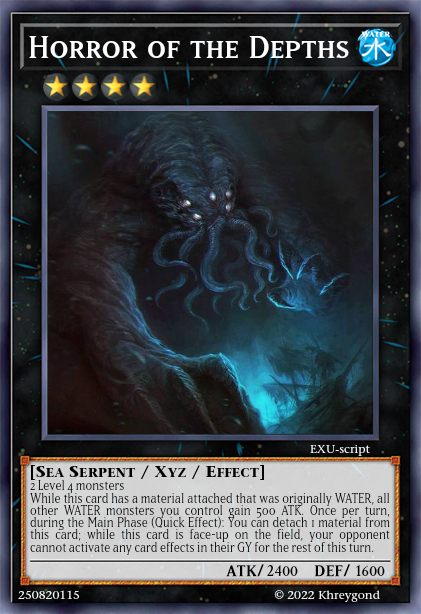 Horror of the Depths
WATER
水
EXU-script
[Sea Serpent / Xyz / Effect]
2 Level 4 monsters
While this card has a material attached that was originally WATER, all
other WATER monsters you control gain 500 ATK. Once per turn,
during the Main Phase (Quick Effect): You can detach 1 material from
this card; while this card is face-up on the field, your opponent
cannot activate any card effects in their GY for the rest of this turn.
ATK/ 2400 DEF/ 1600
250820115 © 2022 Khreygond